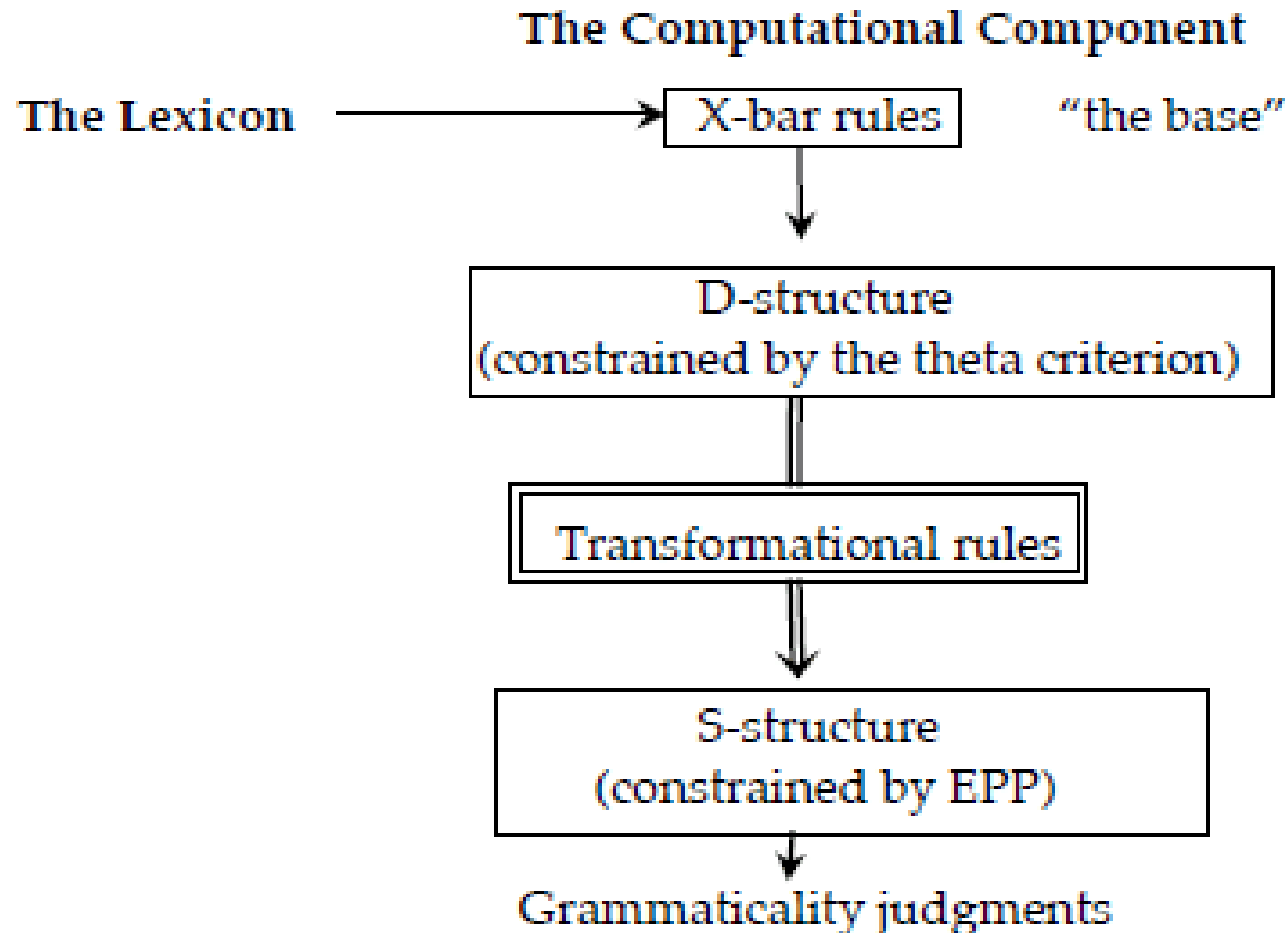 The Computational Component
The Lexicon X-bar rules “the base”
D-structure
(constrained by the theta criterion)
Transformational rules
S-structure
(constrained by EPP)
Grammaticality judgments